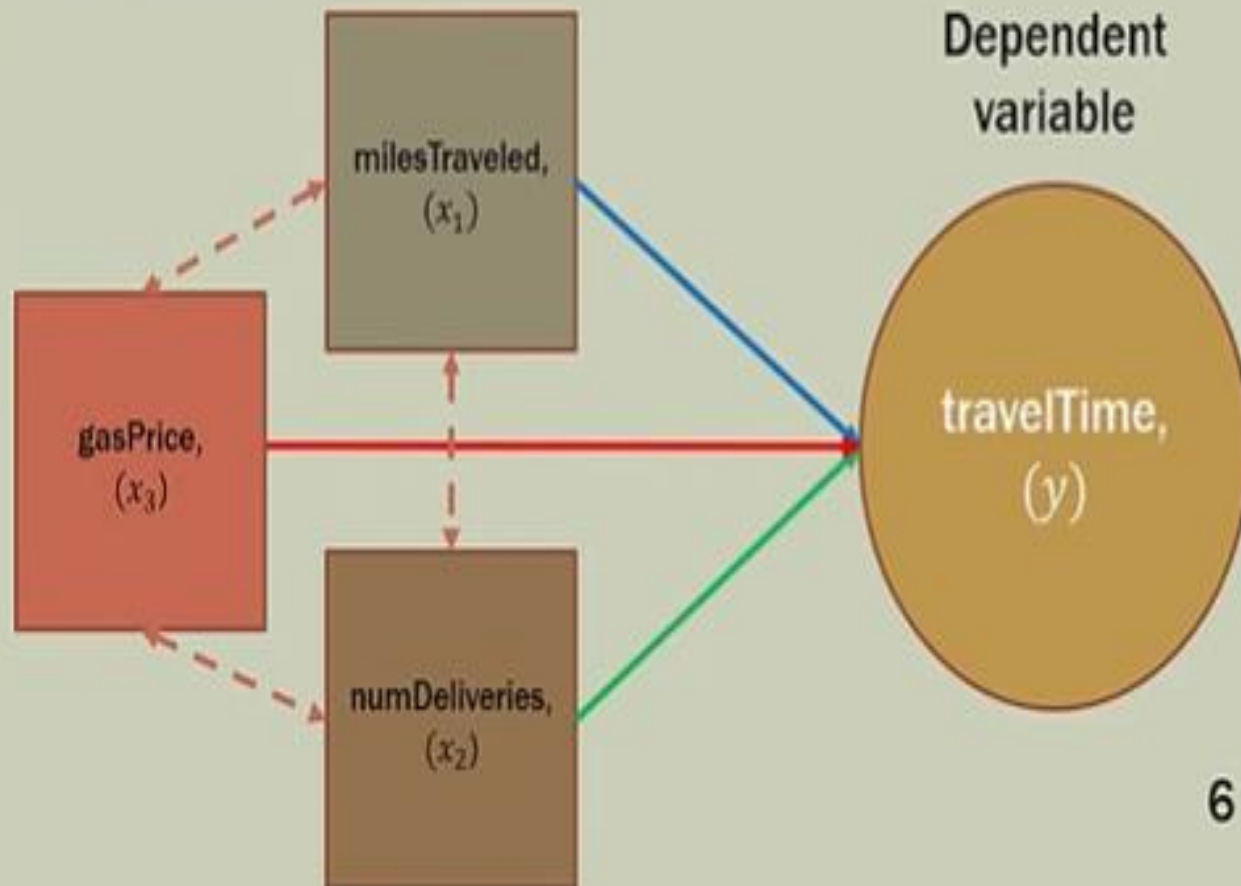 Dependent
variable
milesTraveled,
(x₁)
gasPrice,
(x₃)
travelTime,
(y)
numDeliveries,
(x₂)
6